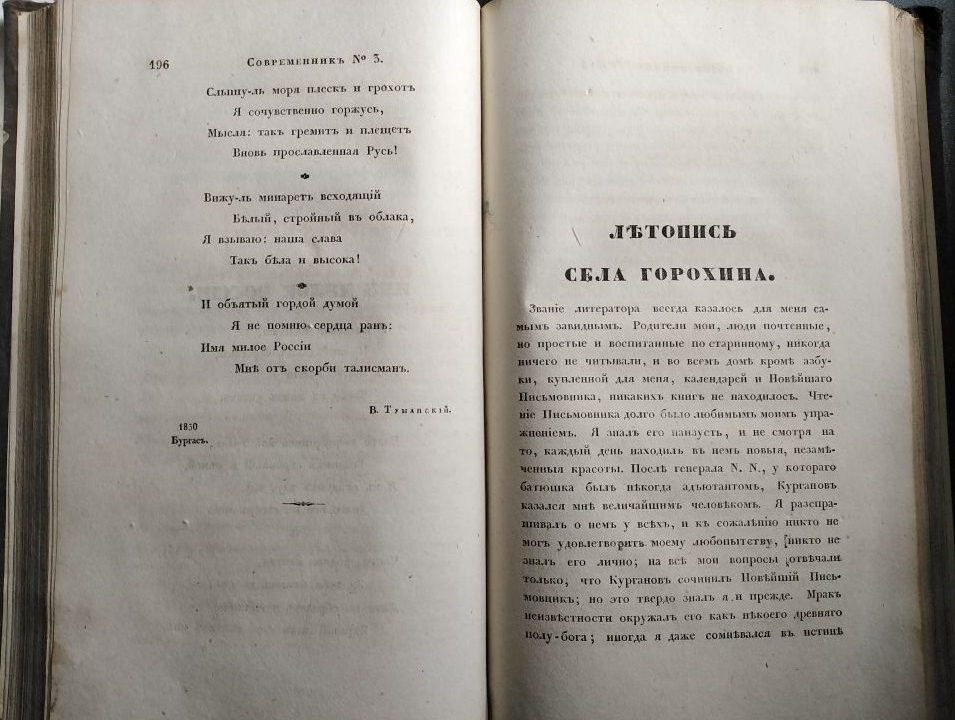 196
Современникъ № 3.
Слышу-ль моря плескъ и грохотъ
Я сочувственно горжусь,
Мысля: такъ гремитъ и плещетъ
Вновь прославленная Русь!
Вижу-ль минаретъ всходящій
Бѣлый, стройный въ облака,
Я взываю: наша слава
Такъ бѣла и высока!
И объятый гордой думой
Я не помню сердца ранъ:
Имя милое Россіи
Мнѣ отъ скорби талисманъ.
В. Туманскій.
1830
Бургасъ.
ЛѢТОПИСЬ
СЕЛА ГОРОХИНА.
Званіе литератора всегда казалось для меня са-
мымъ завиднымъ. Родители мои, люди почтенные,
но простые и воспитанные по старинному, никогда
ничего не читывали, и во всемъ домѣ кромѣ азбу-
ки, купленной для меня, календарей и Новѣйшаго
Письмовника, никакихъ книгъ не находилось. Чте-
ніе Письмовника долго было любимымъ моимъ упра-
жноніемъ. Я зналъ его наизусть, и не смотря на
то, каждый день находилъ въ немъ новыя, незамѣ-
ченныя красоты. Послѣ генерала N. N., у котораго
батюшка былъ нѣкогда адъютантомъ, Кургановъ
казался мнѣ величайшимъ человѣкомъ. Я разспра-
шивалъ о немъ у всѣхъ, и къ сожалѣнію никто не
могъ удовлетворить моему любопытству, никто не
зналъ его лично; на всѣ мои вопросы отвѣчали
только, что Кургановъ сочинилъ Новѣйшій Пись-
мовникъ; но это твердо зналъ я и прежде. Мракъ
неизвѣстности окружалъ его какъ нѣкоего древняго
полу-бога; иногда я даже сомнѣвался въ истинѣ